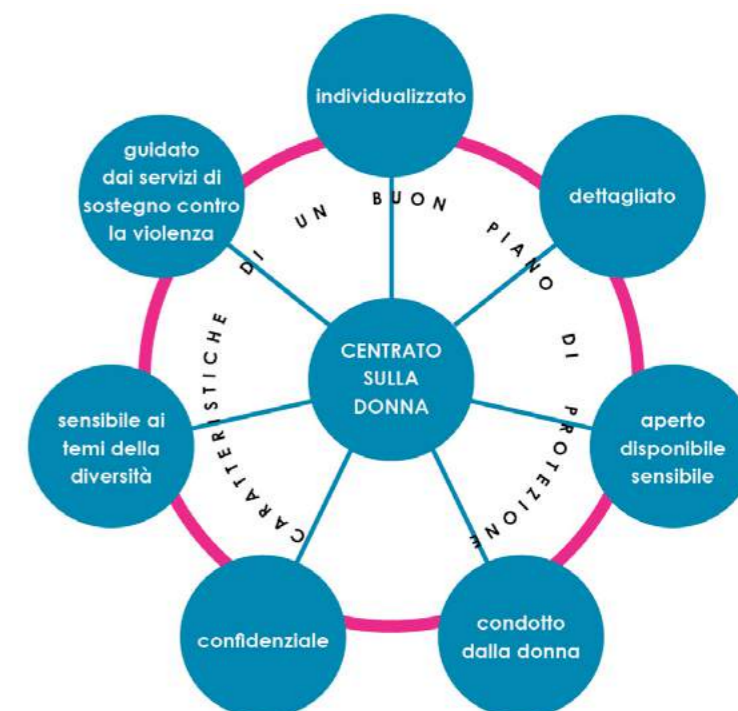 individualizzato
guidato
dai servizi di
sostegno contro
la violenza
dettagliato
CARATTERISTICHE DI UN BUON PIANO DI PROTEZIONE
CENTRATO
SULLA
DONNA
sensibile ai
temi della
diversità
aperto
disponibile
sensibile
confidenziale
condotto
dalla donna